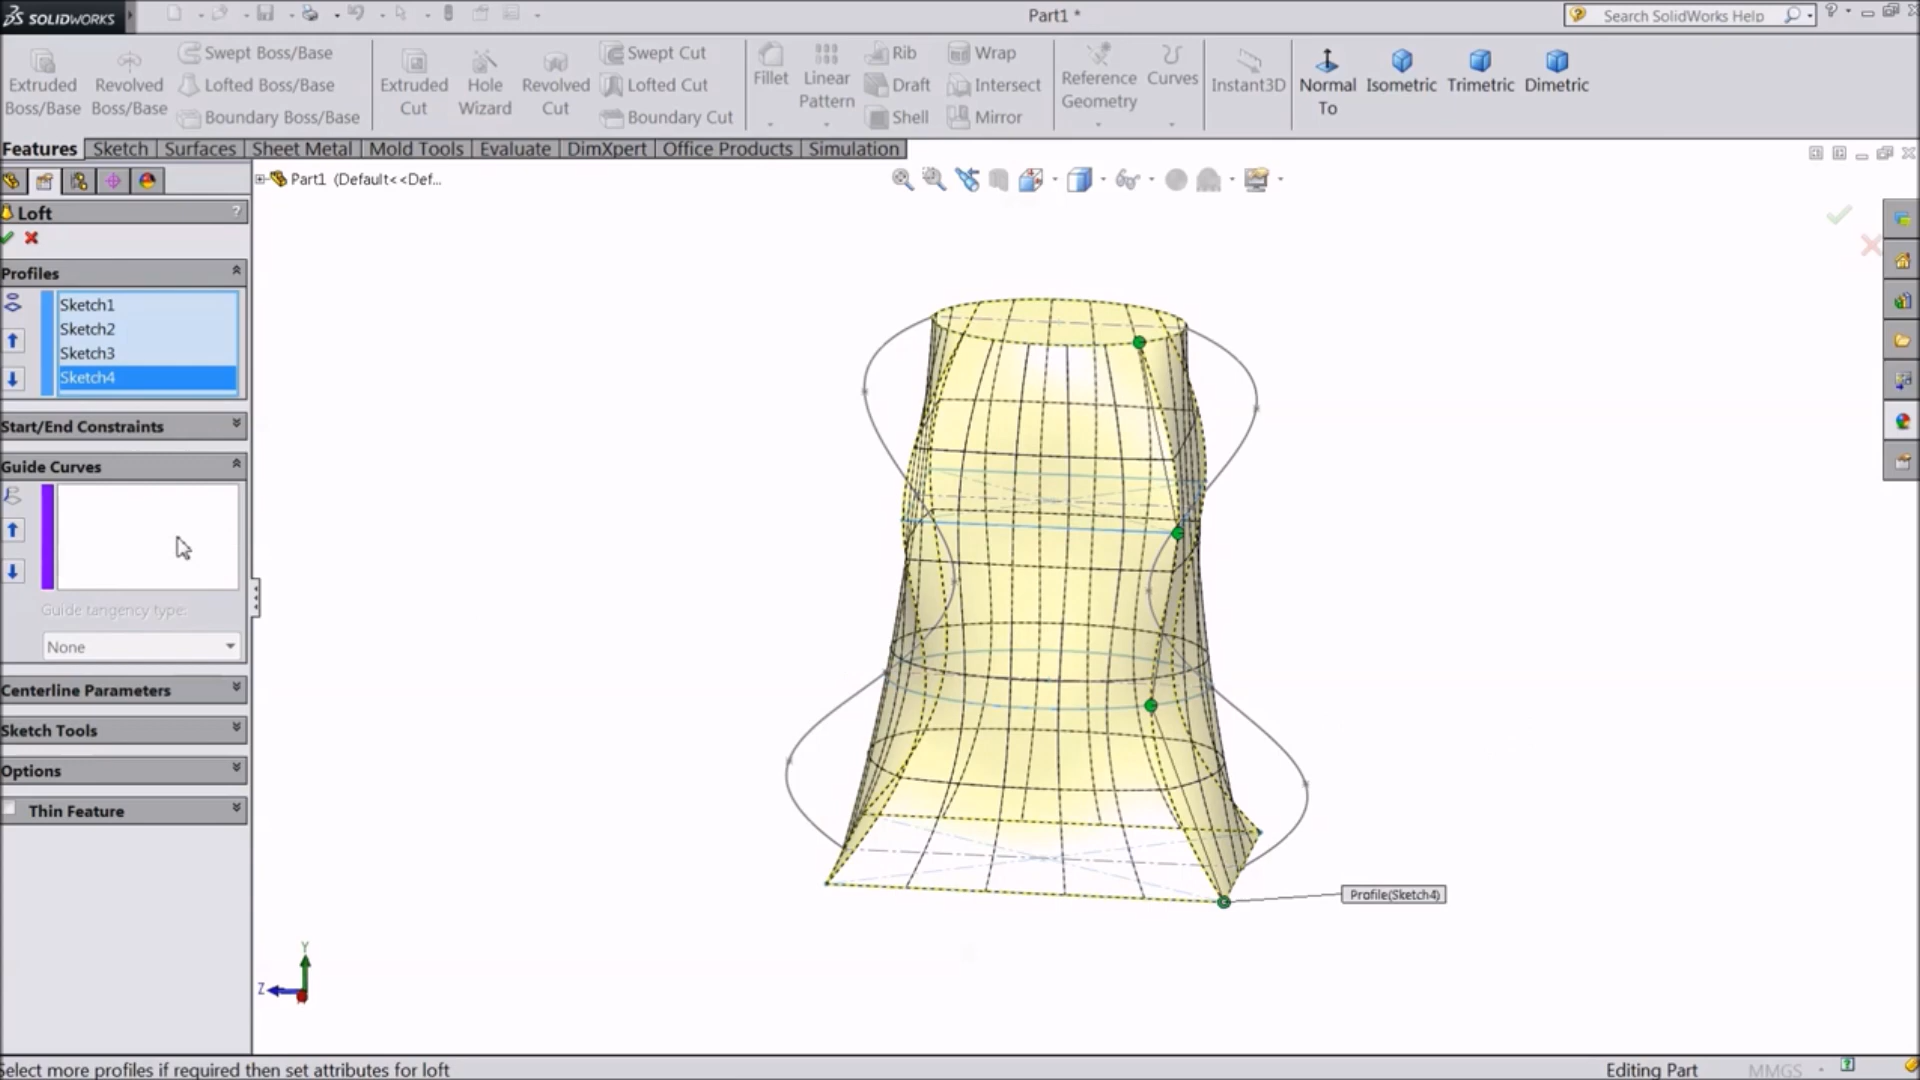 SOLIDWORKS
Part1 *
Search SolidWorks Help
Extruded Boss/Base
Revolved Boss/Base
Swept Boss/Base
Lofted Boss/Base
Boundary Boss/Base
Extruded Cut
Hole Wizard
Revolved Cut
Swept Cut
Lofted Cut
Boundary Cut
Fillet
Linear Pattern
Rib
Draft
Shell
Wrap
Intersect
Mirror
Reference Geometry
Curves
Instant3D
Normal To
Isometric
Trimetric
Dimetric
Features
Sketch
Surfaces
Sheet Metal
Mold Tools
Evaluate
DimXpert
Office Products
Simulation
Part1 (Default<<Def...
Loft
?
Profiles
Sketch1
Sketch2
Sketch3
Sketch4
Start/End Constraints
Guide Curves
Guide tangency type:
None
Centerline Parameters
Sketch Tools
Options
Thin Feature
Profile(Sketch4)
Y
Z
Select more profiles if required then set attributes for loft
Editing Part
MMGS